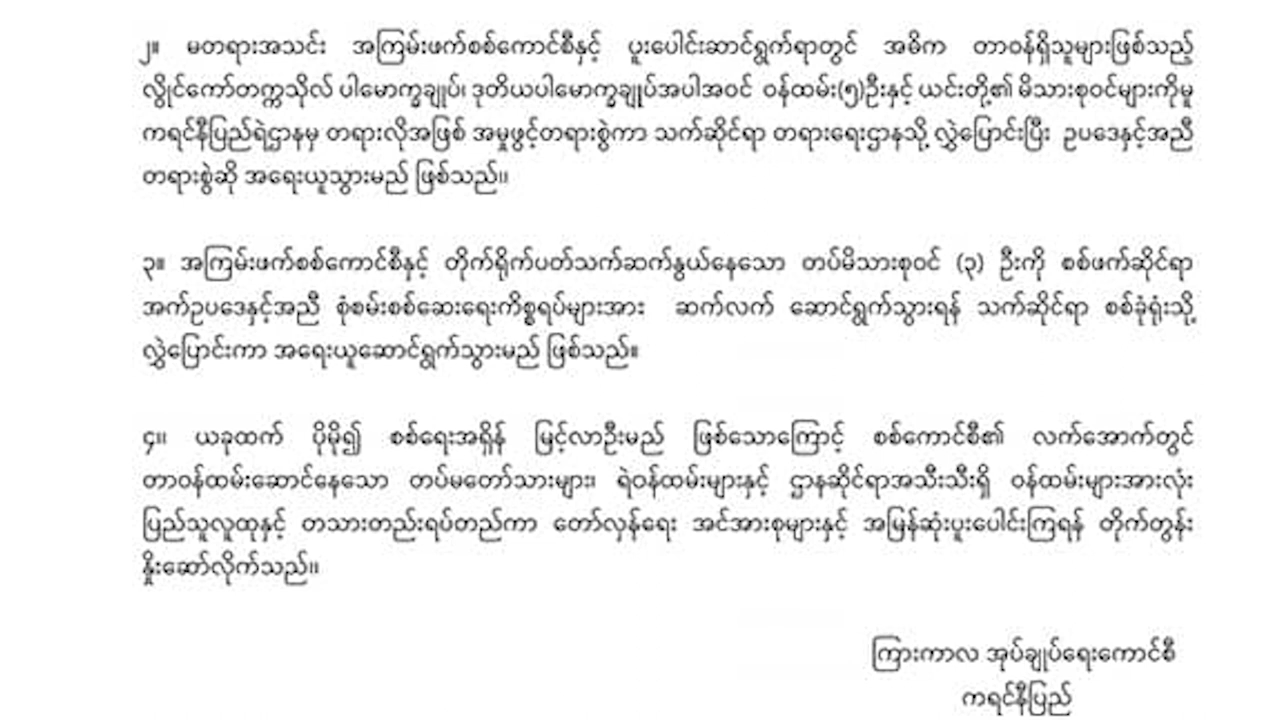 ၂။ မတရားအသင်း အကြမ်းဖက်စစ်ကောင်စီနှင့် ပူးပေါင်းဆာင်ရွက်ရာတွင် အဓိက တာဝန်ရှိသူများဖြစ်သည့်
လွိုင်ကော်တက္ကသိုလ် ပါမောက္ခချုပ်၊ ဒုတိယပါမောက္ခချုပ်အပါအဝင် ဝန်ထမ်း(၅)ဦးနှင့် ယင်းတို့၏ မိသားစုဝင်များကိုမူ
ကရင်နီပြည်ရဲဌာနမှ တရားလိုအဖြစ် အမှုဖွင့်တရားစွဲကာ သက်ဆိုင်ရာ တရားရေးဌာနသို့ လွှဲပြောင်းပြီး ဥပဒေနှင့်အညီ
တရားစွဲဆို အရေးယူသွားမည် ဖြစ်သည်။
၃။ အကြမ်းဖက်စစ်ကောင်စီနှင့် တိုက်ရိုက်ပတ်သက်ဆက်နွယ်နေသော တပ်မိသားစုဝင် (၃) ဦးကို စစ်ဖက်ဆိုင်ရာ
အက်ဥပဒေနှင့်အညီ စုံစမ်းစစ်ဆေးရေးကိစ္စရပ်များအား ဆက်လက် ဆောင်ရွက်သွားရန် သက်ဆိုင်ရာ စစ်ခုံရုံးသို့
လွှဲပြောင်းကာ အရေးယူဆောင်ရွက်သွားမည် ဖြစ်သည်။
၄။ ယခုထက် ပိုမို၍ စစ်ရေးအရှိန် မြင့်လာဦးမည် ဖြစ်သောကြောင့် စစ်ကောင်စီ၏ လက်အောက်တွင်
တာဝန်ထမ်းဆောင်နေသော တပ်မတော်သားများ၊ ရဲဝန်ထမ်းများနှင့် ဌာနဆိုင်ရာအသီးသီးရှိ ဝန်ထမ်းများအားလုံး
ပြည်သူလူထုနှင့် တသားတည်းရပ်တည်ကာ တော်လှန်ရေး အင်အားစုများနှင့် အမြန်ဆုံးပူးပေါင်းကြရန် တိုက်တွန်း
နှိုးဆော်လိုက်သည်။
ကြားကာလ အုပ်ချုပ်ရေးကောင်စီ
ကရင်နီပြည်